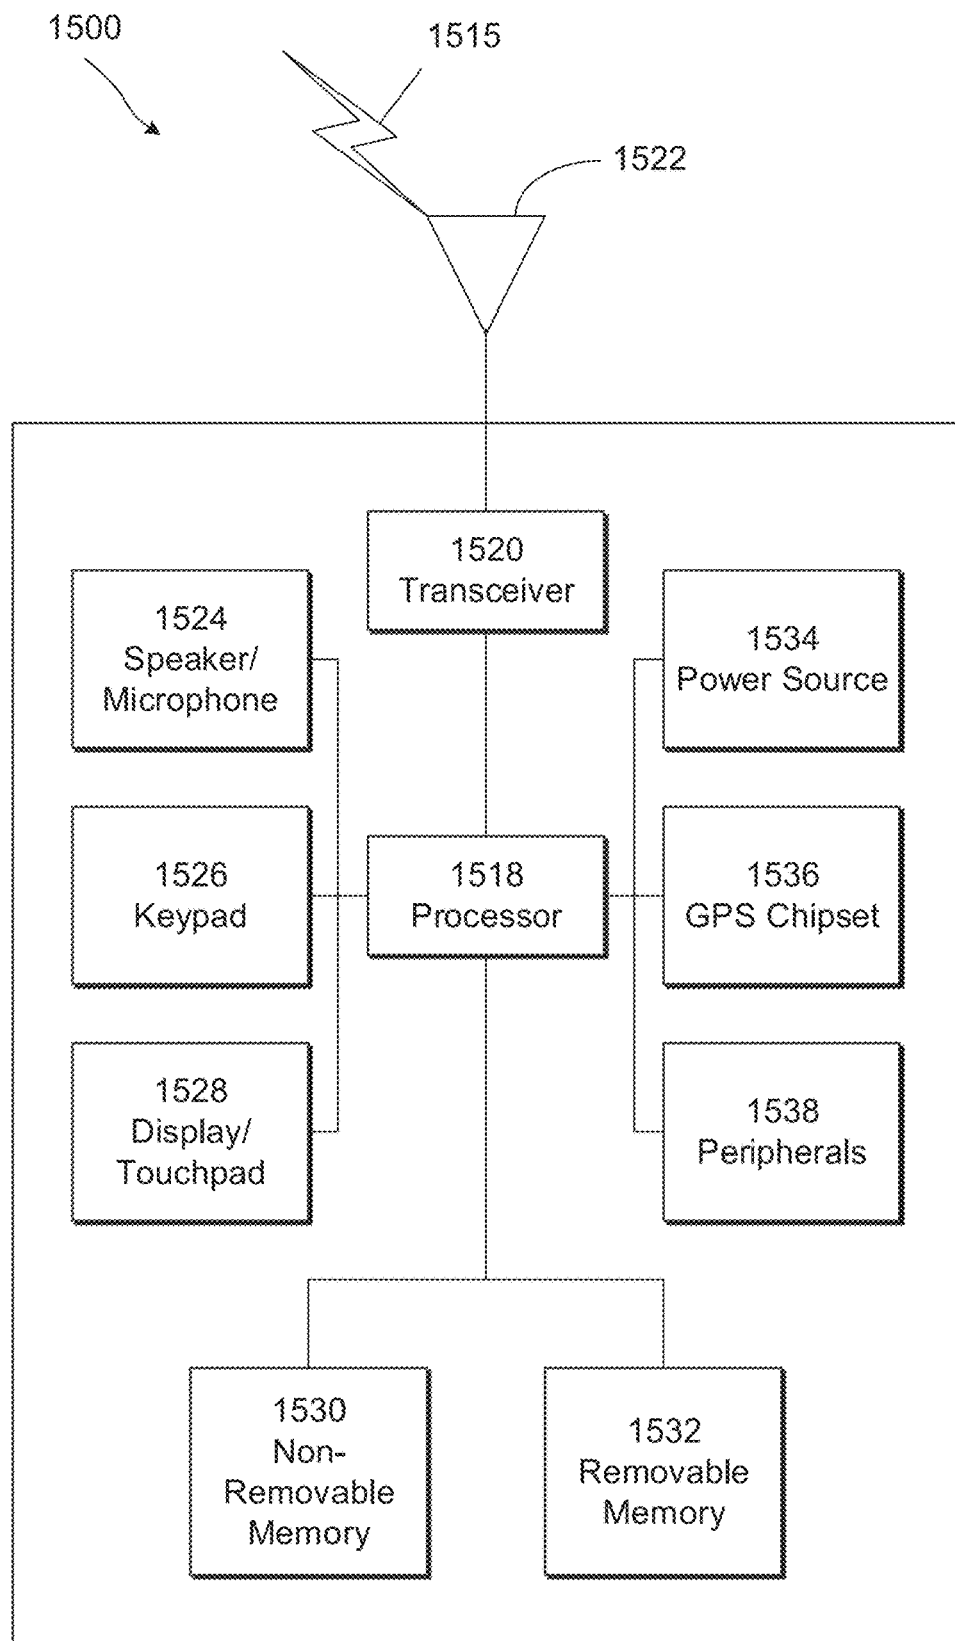 1500
1515
1522
1520
Transceiver
1524
Speaker/
Microphone
1534
Power Source
1526
Keypad
1518
Processor
1536
GPS Chipset
1528
Display/
Touchpad
1538
Peripherals
1530
Non-
Removable
Memory
1532
Removable
Memory